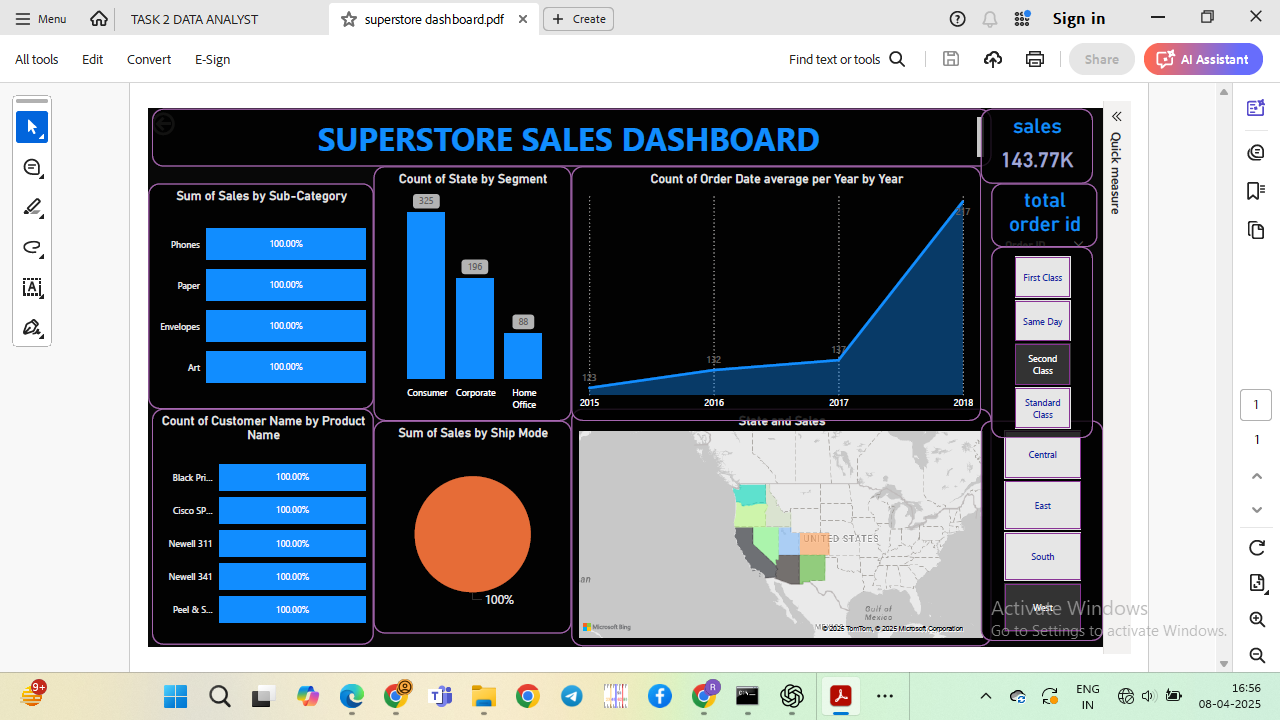 Menu
TASK 2 DATA ANALYST
superstore dashboard.pdf
Create
Sign in
All tools
Edit
Convert
E-Sign
Find text or tools
Share
AI Assistant
SUPERSTORE SALES DASHBOARD
sales
143.77K
Quick measure
total
order id
Order ID
Sum of Sales by Sub-Category
Phones
100.00%
Paper
100.00%
Envelopes
100.00%
Art
100.00%
Count of State by Segment
325
196
88
Consumer
Corporate
Home
Office
Count of Order Date average per Year by Year
123
132
137
217
2015
2016
2017
2018
First Class
Same Day
Second
Class
Standard
Class
Count of Customer Name by Product
Name
Black Pri...
100.00%
Cisco SP...
100.00%
Newell 311
100.00%
Newell 341
100.00%
Peel & S...
100.00%
Sum of Sales by Ship Mode
100%
State and Sales
UNITED STATES
Gulf of
Mexico
Microsoft Bing
© 2025 TomTom, © 2025 Microsoft Corporation
Central
East
South
West
Activate Windows
Go to Settings to activate Windows.
1
1
9+
R
ENG
IN
16:56
08-04-2025